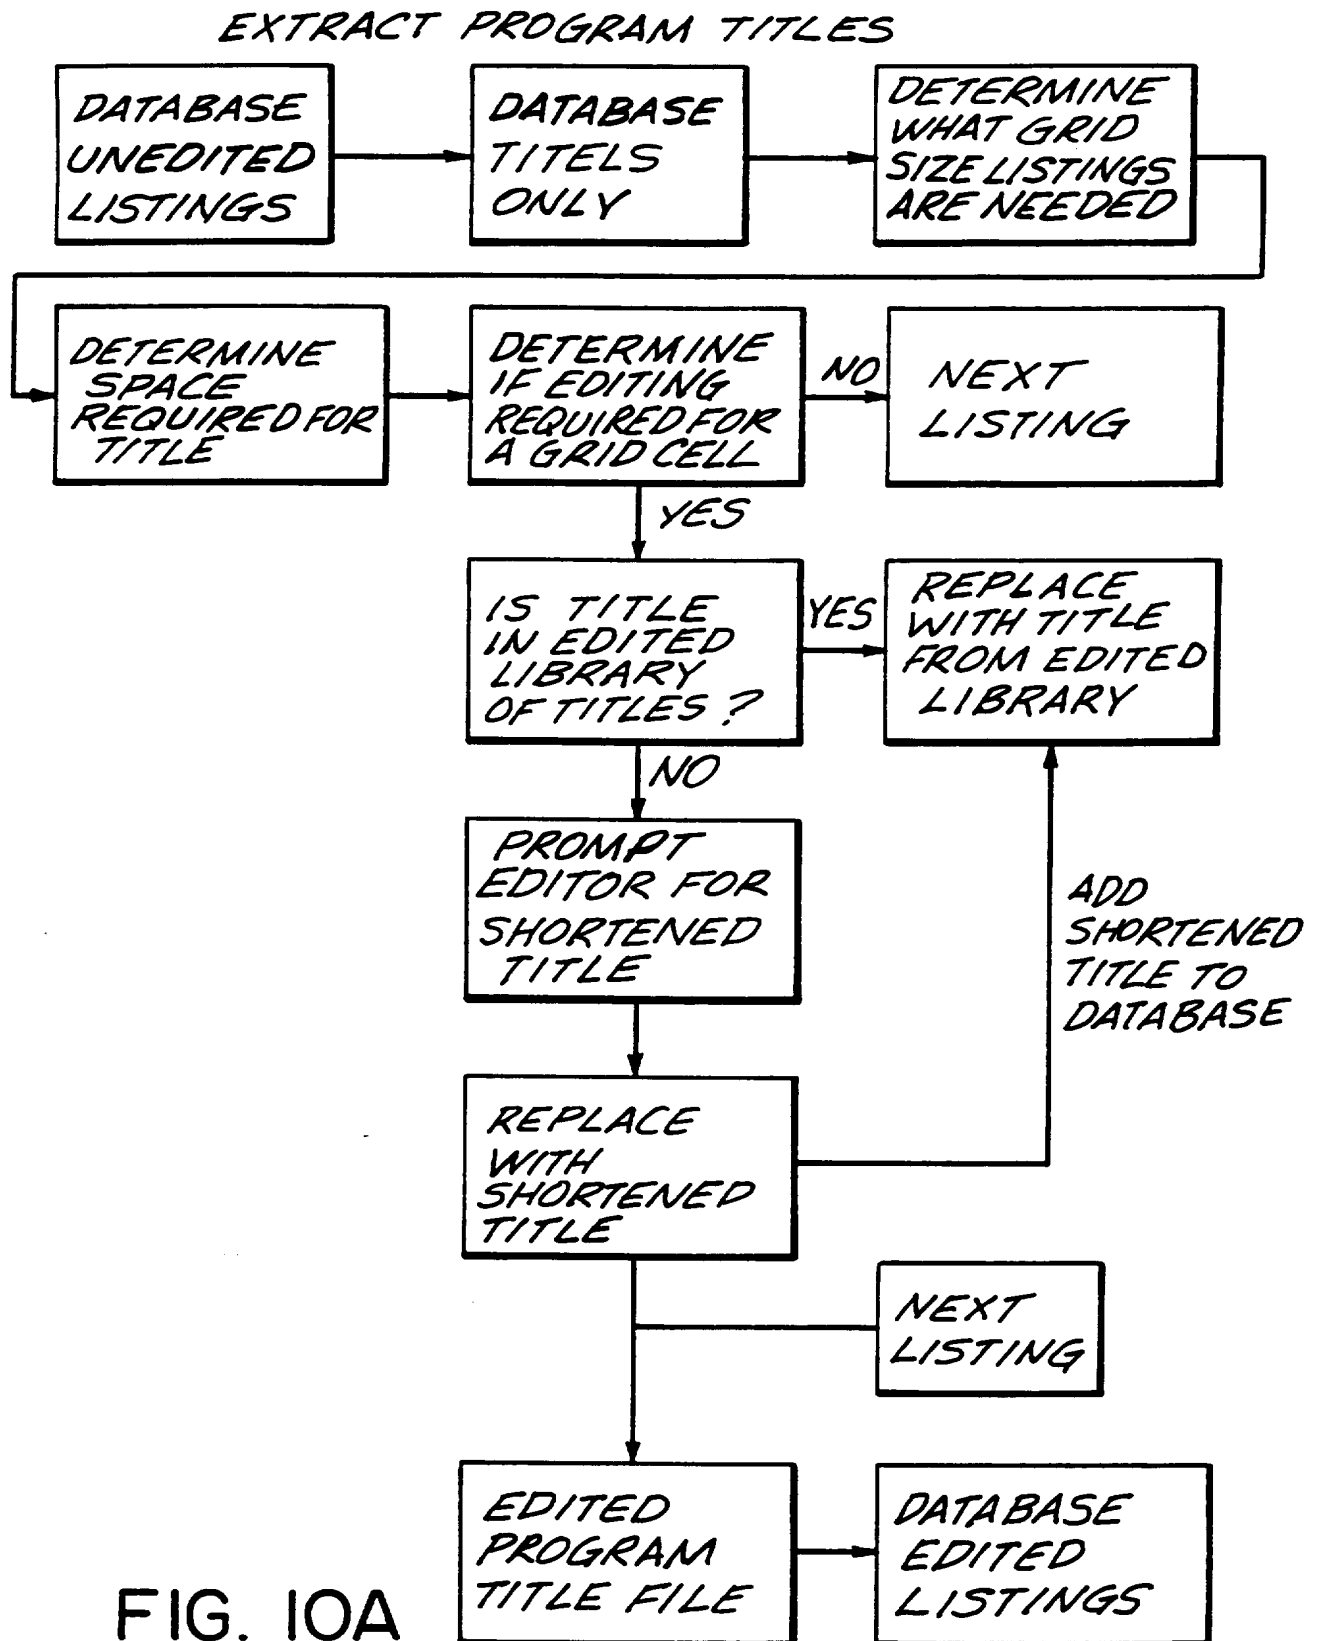 EXTRACT PROGRAM TITLES
DATABASE
UNEDITED
LISTINGS
DATABASE
TITELS
ONLY
DETERMINE
WHAT GRID
SIZE LISTINGS
ARE NEEDED
DETERMINE
SPACE
REQUIRED FOR
TITLE
DETERMINE
IF EDITING
REQUIRED FOR
A GRID CELL
NO
NEXT
LISTING
YES
IS TITLE
IN EDITED
LIBRARY
OF TITLES ?
YES
REPLACE
WITH TITLE
FROM EDITED
LIBRARY
NO
PROMPT
EDITOR FOR
SHORTENED
TITLE
ADD
SHORTENED
TITLE TO
DATABASE
REPLACE
WITH
SHORTENED
TITLE
NEXT
LISTING
EDITED
PROGRAM
TITLE FILE
DATABASE
EDITED
LISTINGS
FIG. 10A